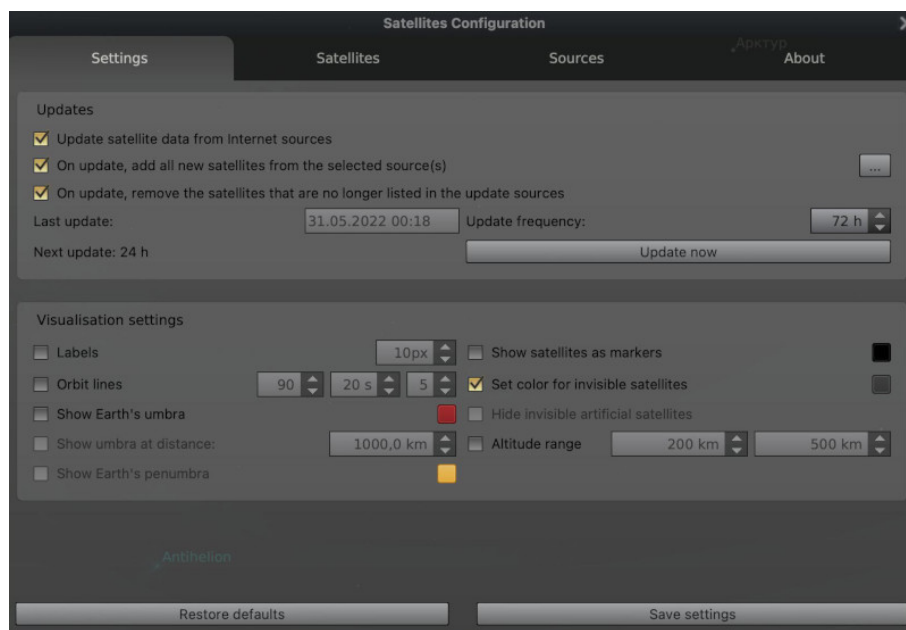 Satellites Configuration
Арктур
Settings Satellites Sources About
Updates
Update satellite data from Internet sources
On update, add all new satellites from the selected source(s) ...
On update, remove the satellites that are no longer listed in the update sources
Last update: 31.05.2022 00:18 Update frequency: 72 h
Next update: 24 h Update now
Visualisation settings
Labels 10px Show satellites as markers
Orbit lines 90 20 s 5 Set color for invisible satellites
Show Earth's umbra Hide invisible artificial satellites
Show umbra at distance: 1000,0 km Altitude range 200 km 500 km
Show Earth's penumbra
Antihelion
Restore defaults Save settings